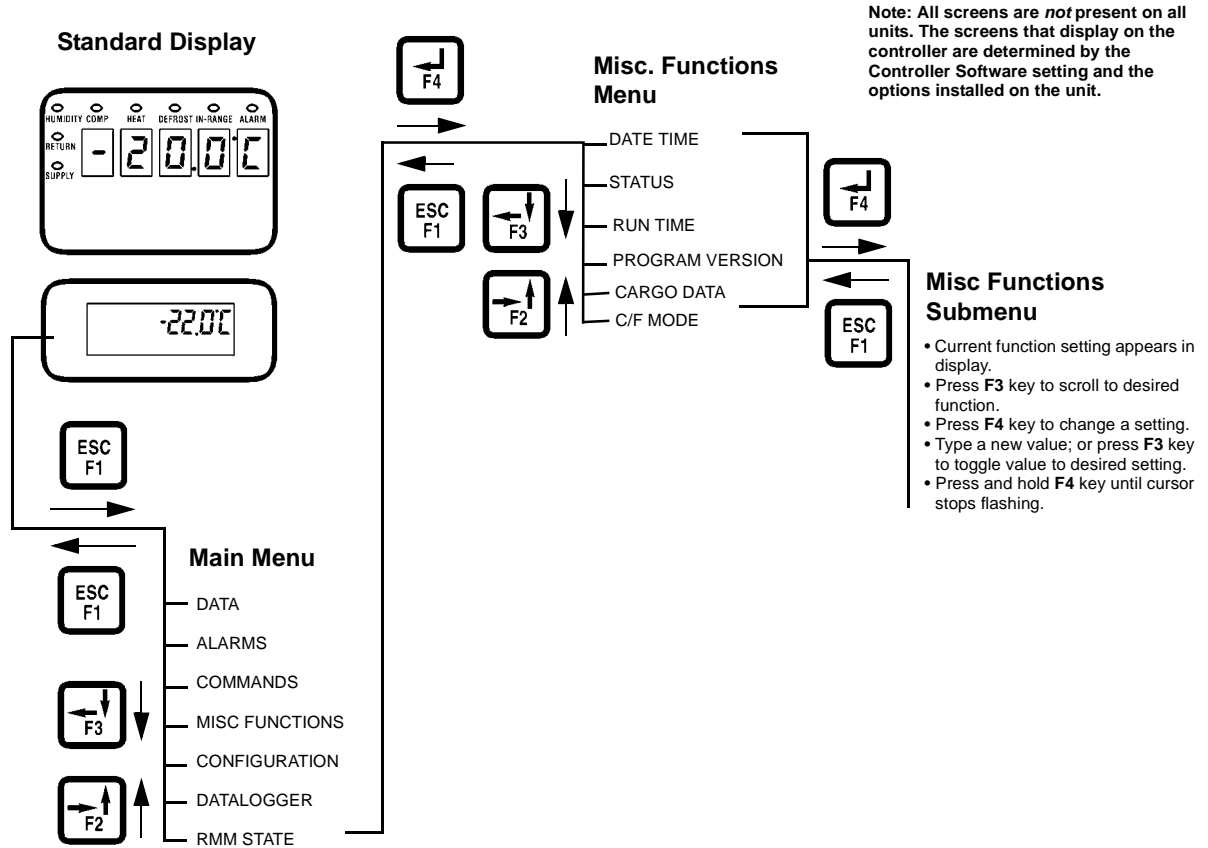 Standard Display
HUMIDITY COMP HEAT DEFROST IN-RANGE ALARM
RETURN
SUPPLY
-20.0°C
-22.0°C
ESC
F1
ESC
F1
F3
F2
Main Menu
DATA
ALARMS
COMMANDS
MISC FUNCTIONS
CONFIGURATION
DATALOGGER
RMM STATE
F4
ESC
F1
F3
F2
Misc. Functions
Menu
DATE TIME
STATUS
RUN TIME
PROGRAM VERSION
CARGO DATA
C/F MODE
Note: All screens are not present on all
units. The screens that display on the
controller are determined by the
Controller Software setting and the
options installed on the unit.
F4
ESC
F1
Misc Functions
Submenu
• Current function setting appears in
display.
• Press F3 key to scroll to desired
function.
• Press F4 key to change a setting.
• Type a new value; or press F3 key
to toggle value to desired setting.
• Press and hold F4 key until cursor
stops flashing.